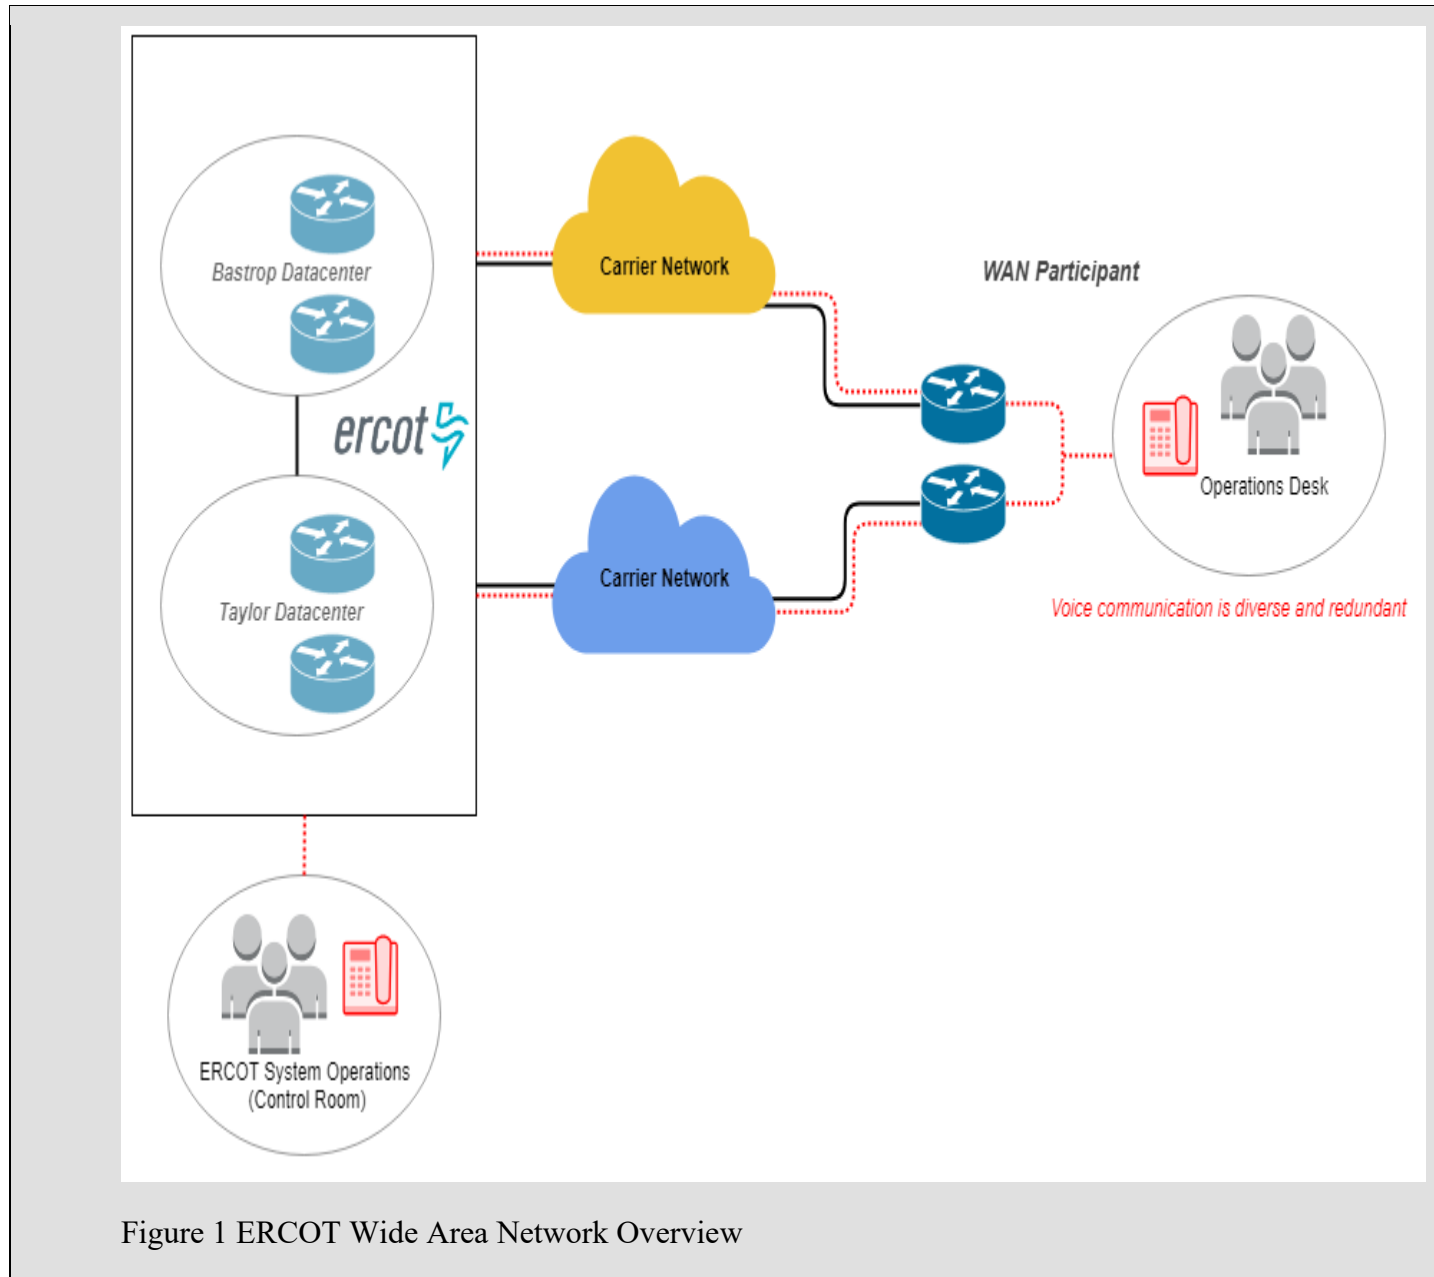 Bastrop Datacenter
Carrier Network
WAN Participant
ercot
Operations Desk
Carrier Network
Taylor Datacenter
Voice communication is diverse and redundant
ERCOT System Operations
(Control Room)
Figure 1 ERCOT Wide Area Network Overview